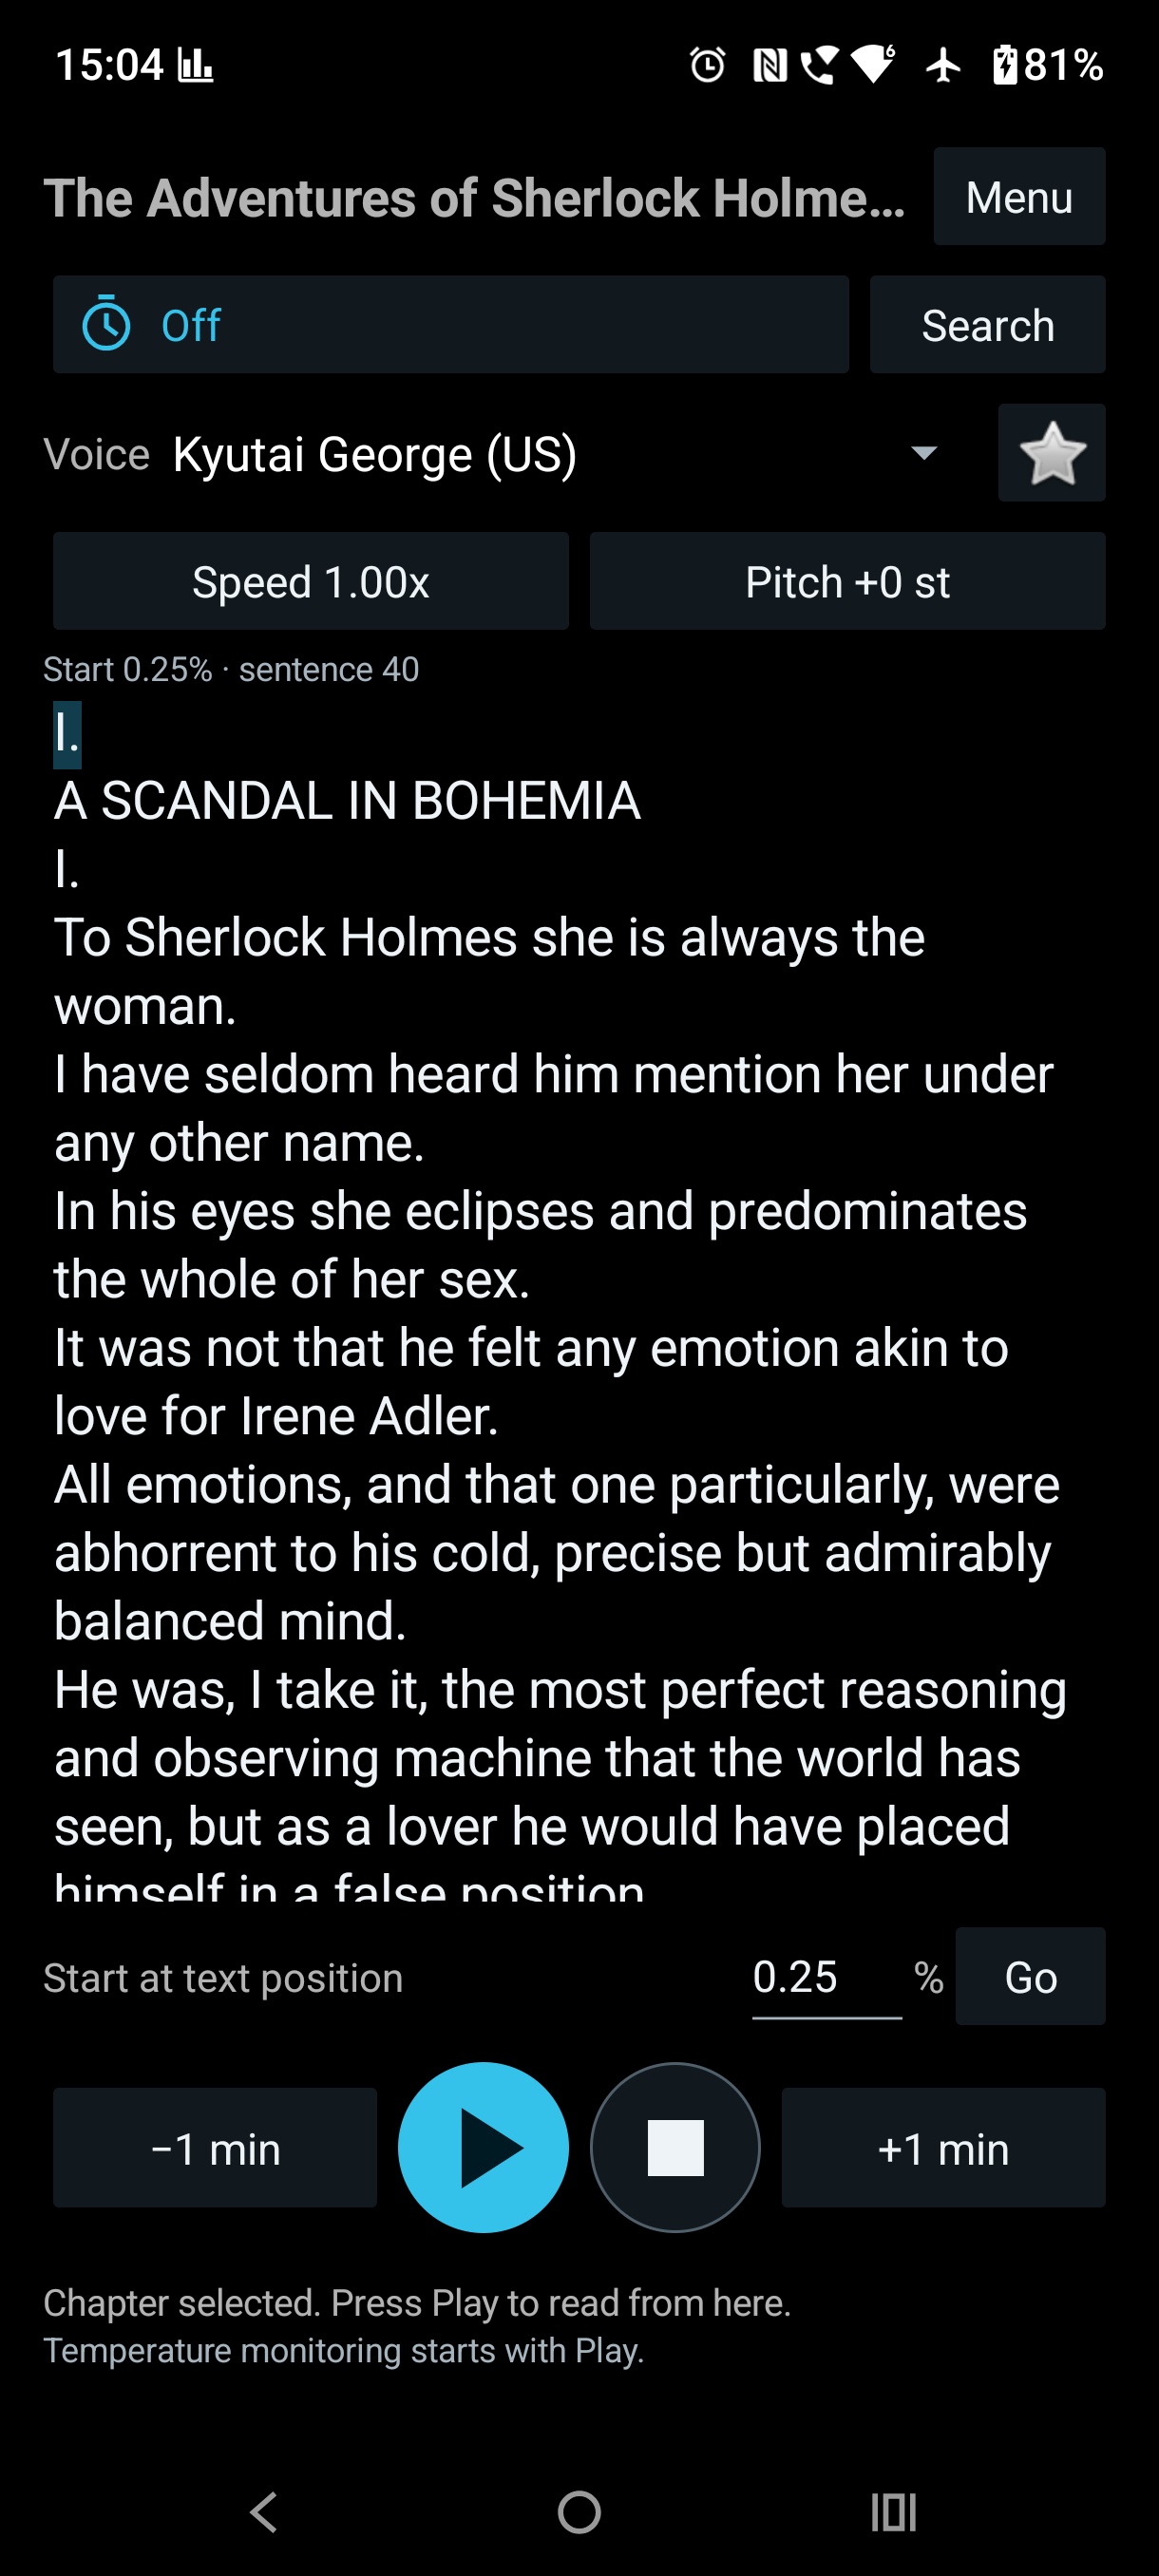 15:04
6
81%
The Adventures of Sherlock Holme…
Menu
Off
Search
Voice Kyutai George (US)
Speed 1.00x
Pitch +0 st
Start 0.25% · sentence 40
I.
A SCANDAL IN BOHEMIA
I.
To Sherlock Holmes she is always the
woman.
I have seldom heard him mention her under
any other name.
In his eyes she eclipses and predominates
the whole of her sex.
It was not that he felt any emotion akin to
love for Irene Adler.
All emotions, and that one particularly, were
abhorrent to his cold, precise but admirably
balanced mind.
He was, I take it, the most perfect reasoning
and observing machine that the world has
seen, but as a lover he would have placed
himself in a false position
Start at text position
0.25 %
Go
−1 min
+1 min
Chapter selected. Press Play to read from here.
Temperature monitoring starts with Play.